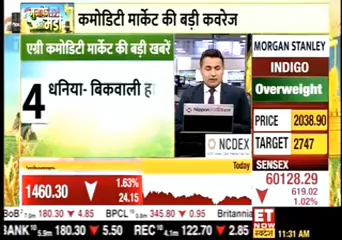 मुनाफे की मंडी
कमोडिटी मार्केट की बड़ी कवरेज
एग्री कमोडिटी मार्केट की बड़ी खबरें
4 धनिया- बिकवाली हा
MORGAN STANLEY
INDIGO
Overweight
PRICE 2038.90
TARGET 2747
NCDEX
SENSEX
60128.29
619.02
1.02%
Today
1460.30
1.63%
24.15
BoB 180.30 4.85 BPCL 345.80 0.95 Britannia
BANK 180.30 5.50 REC 122.70 2.85
ET NOW
स्वदेश
11:31 AM